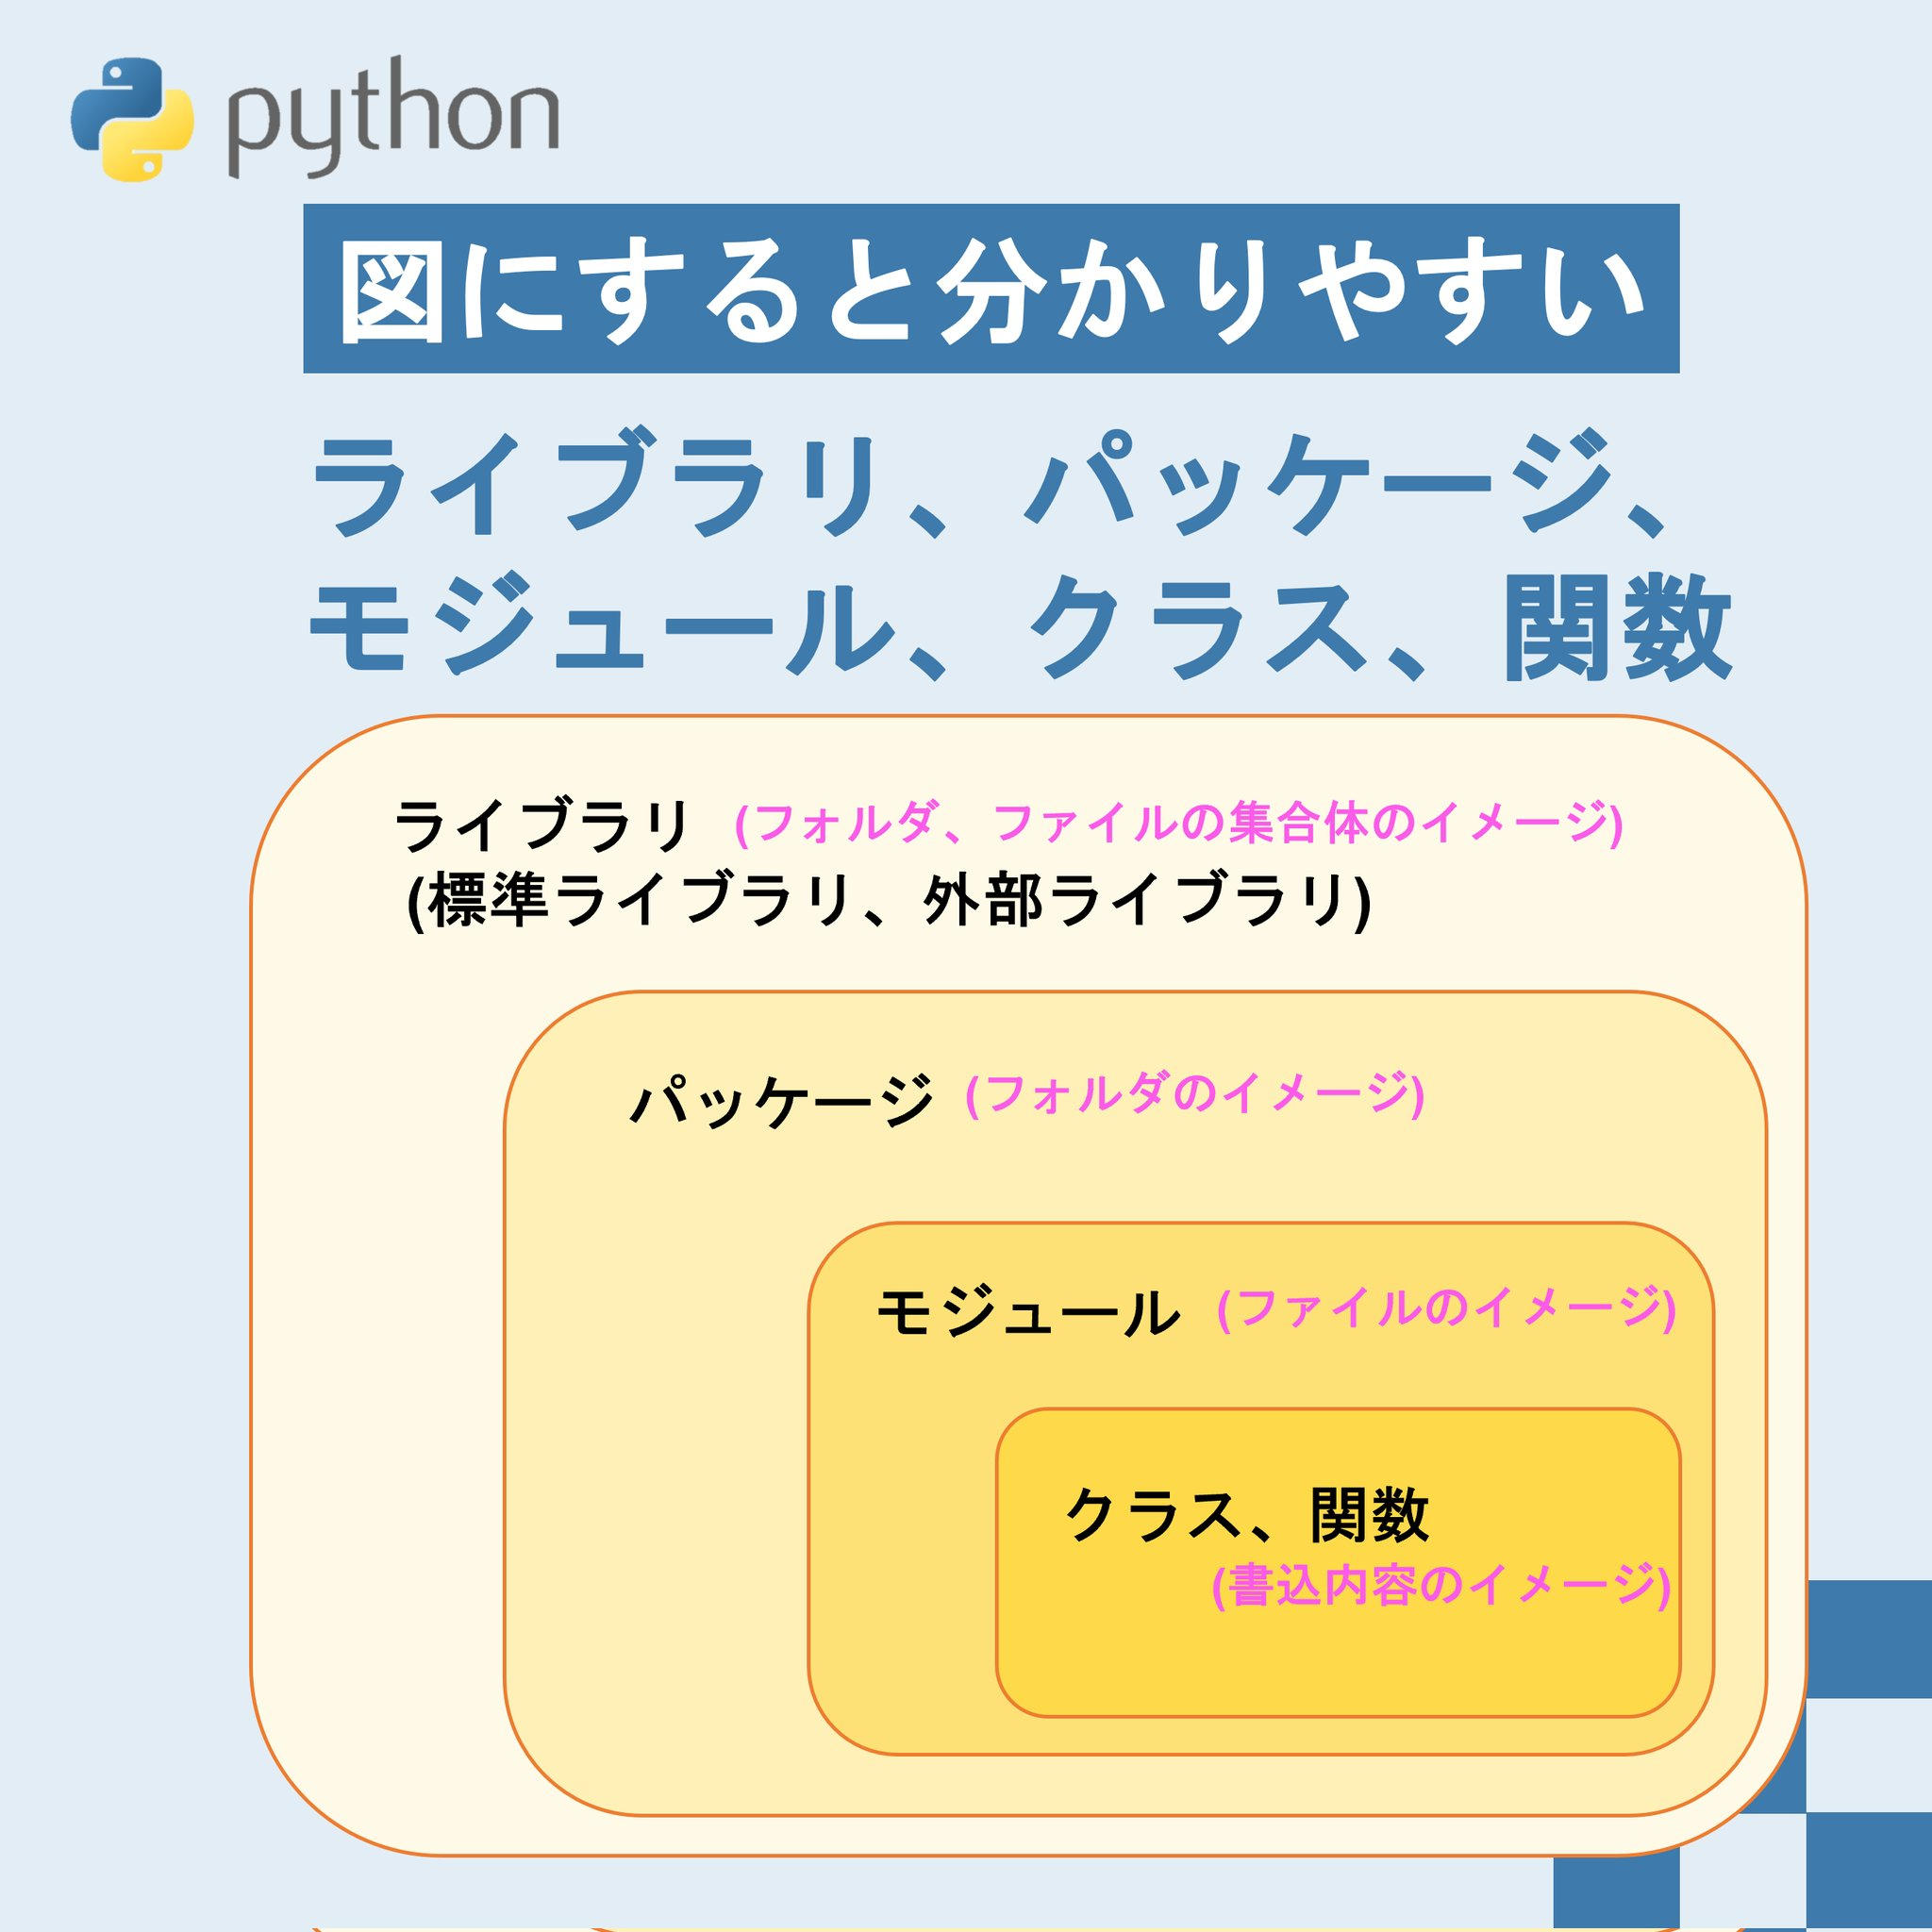 python
図にすると分かりやすい
ライブラリ、パッケージ、
モジュール、クラス、関数
ライブラリ (フォルダ、ファイルの集合体のイメージ)
(標準ライブラリ、外部ライブラリ)
パッケージ (フォルダのイメージ)
モジュール (ファイルのイメージ)
クラス、関数
(書込内容のイメージ)